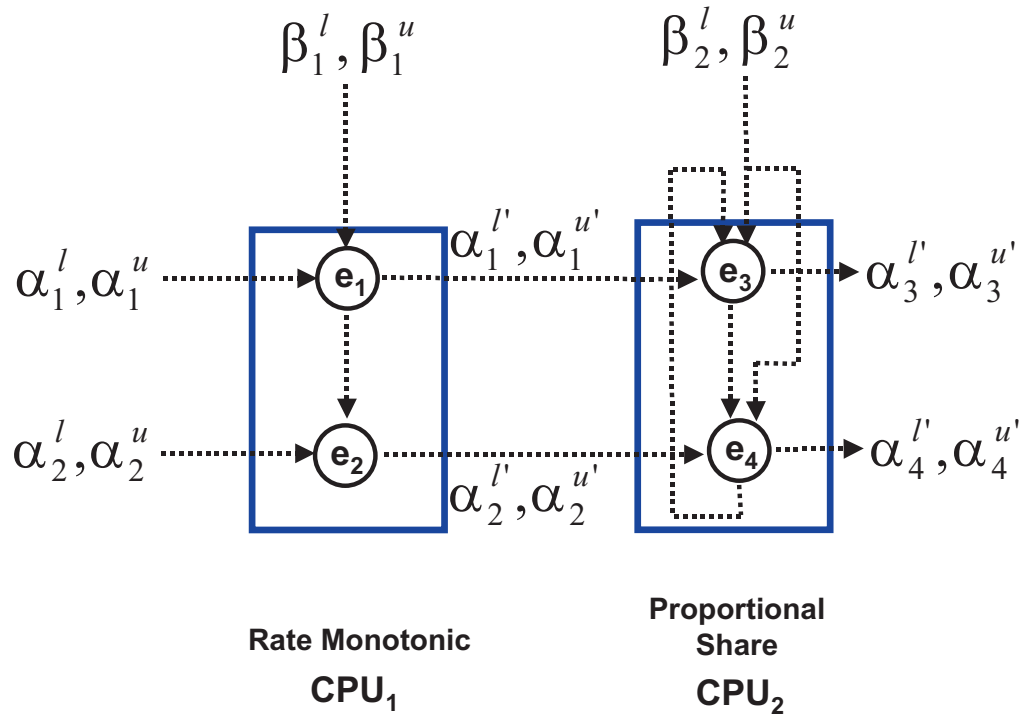 β₁ˡ, β₁ᵘ
β₂ˡ, β₂ᵘ
α₁ˡ, α₁ᵘ
e₁
α₁ˡ', α₁ᵘ'
e₃
α₃ˡ', α₃ᵘ'
α₂ˡ, α₂ᵘ
e₂
α₂ˡ', α₂ᵘ'
e₄
α₄ˡ', α₄ᵘ'
Rate Monotonic
CPU₁
Proportional
Share
CPU₂